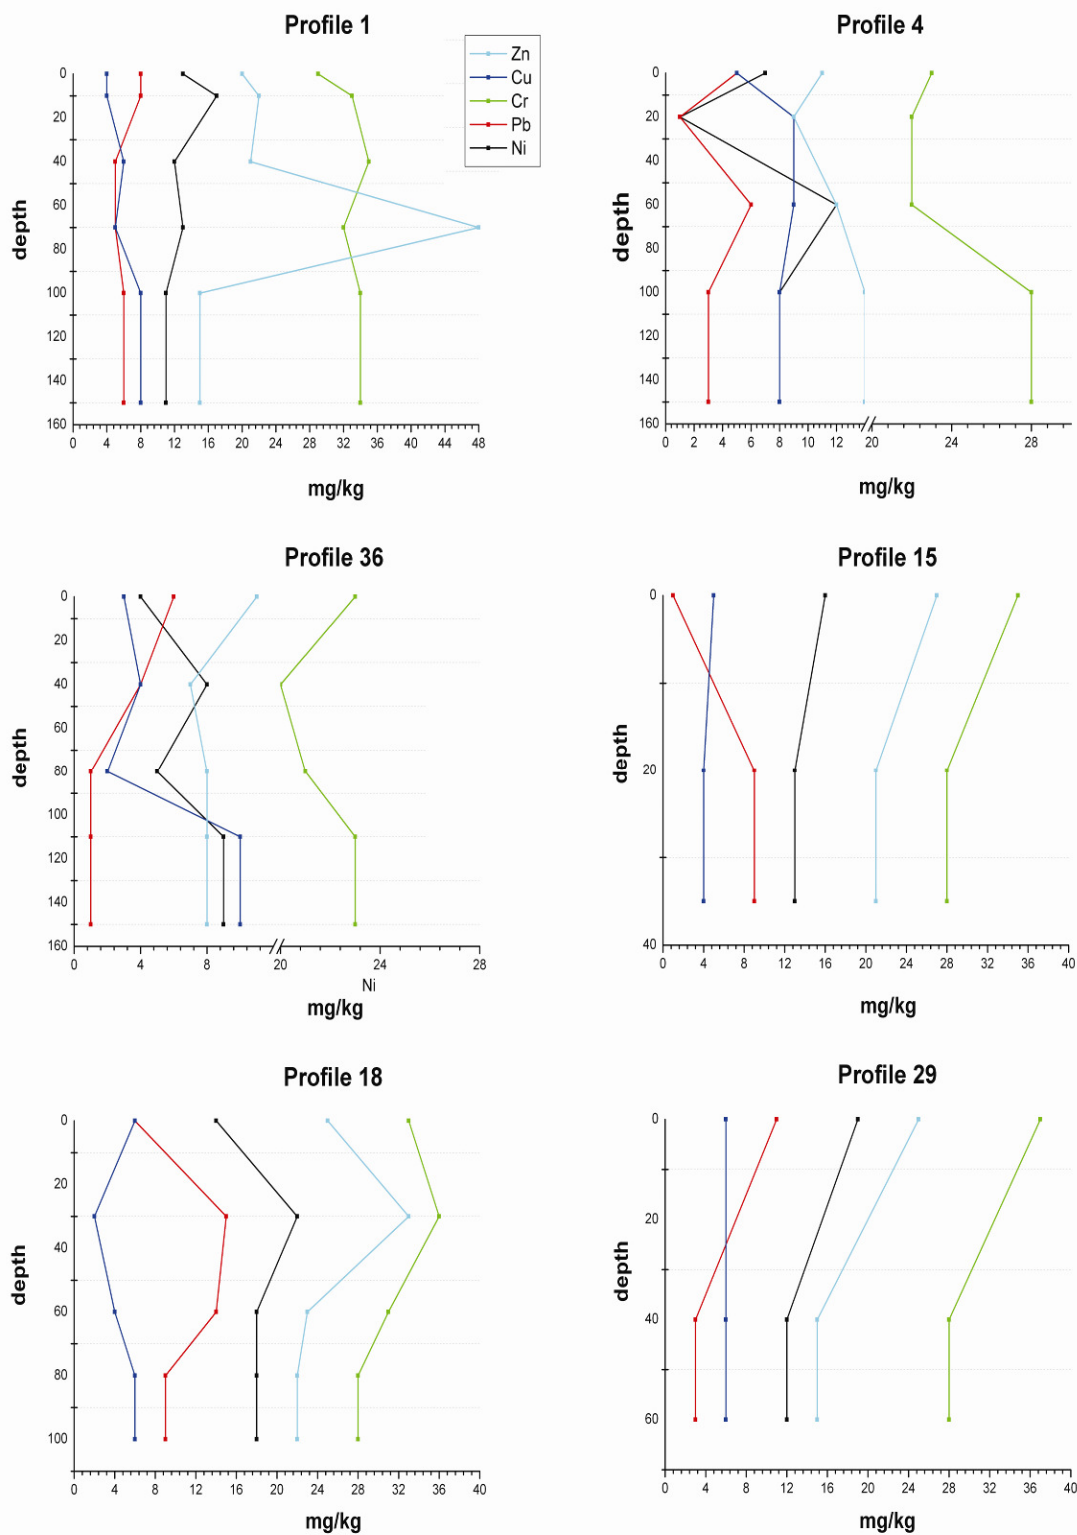 Profile 1
Zn
Cu
Cr
Pb
Ni
depth
0
20
40
60
80
100
120
140
160
0 4 8 12 16 20 24 28 32 36 40 44 48
mg/kg
Profile 4
depth
0
20
40
60
80
100
120
140
160
0 2 4 6 8 10 12 20 24 28
mg/kg
Profile 36
depth
0
20
40
60
80
100
120
140
160
0 4 8 20 24 28
Ni
mg/kg
Profile 15
depth
0
20
40
0 4 8 12 16 20 24 28 32 36 40
mg/kg
Profile 18
depth
0
20
40
60
80
100
4 8 12 16 20 24 28 32 36 40
mg/kg
Profile 29
depth
0
20
40
60
4 8 12 16 20 24 28 32 36 40
mg/kg